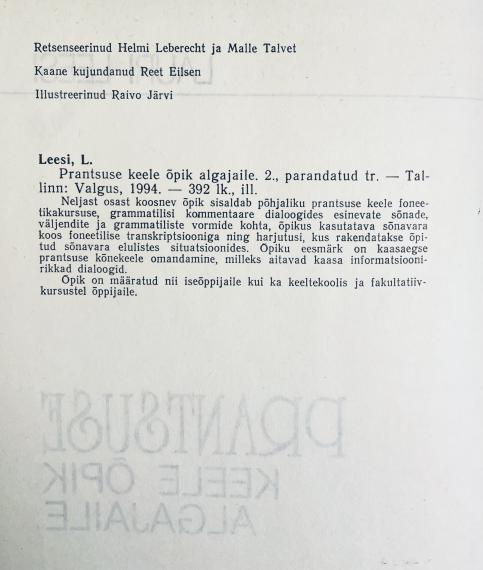 Retsenseerinud Helmi Leberecht ja Malle Talvet
Kaane kujundanud Reet Eilsen
Illustreerinud Raivo Järvi
LAURI LEESI
Leesi, L.
Prantsuse keele õpik algajaile. 2., parandatud tr. — Tal-
linn: Valgus, 1994. — 392 lk., ill.
Neljast osast koosnev õpik sisaldab põhjaliku prantsuse keele fonee-
tikakursuse, grammatilisi kommentaare dialoogides esinevate sõnade,
väljendite ja grammatiliste vormide kohta, õpikus kasutatava sõnavara
koos foneetilise transkriptsiooniga ning harjutusi, kus rakendatakse õpi-
tud sõnavara elulistes situatsioonides. Õpiku eesmärk on kaasaegse
prantsuse kõnekeele omandamine, milleks aitavad kaasa informatsiooni-
rikkad dialoogid.
Õpik on määratud nii iseõppijaile kui ka keeltekoolis ja fakultatiiv-
kursustel õppijaile.
PRANTSUSE
KEELE ÕPIK
ALGAJAILE